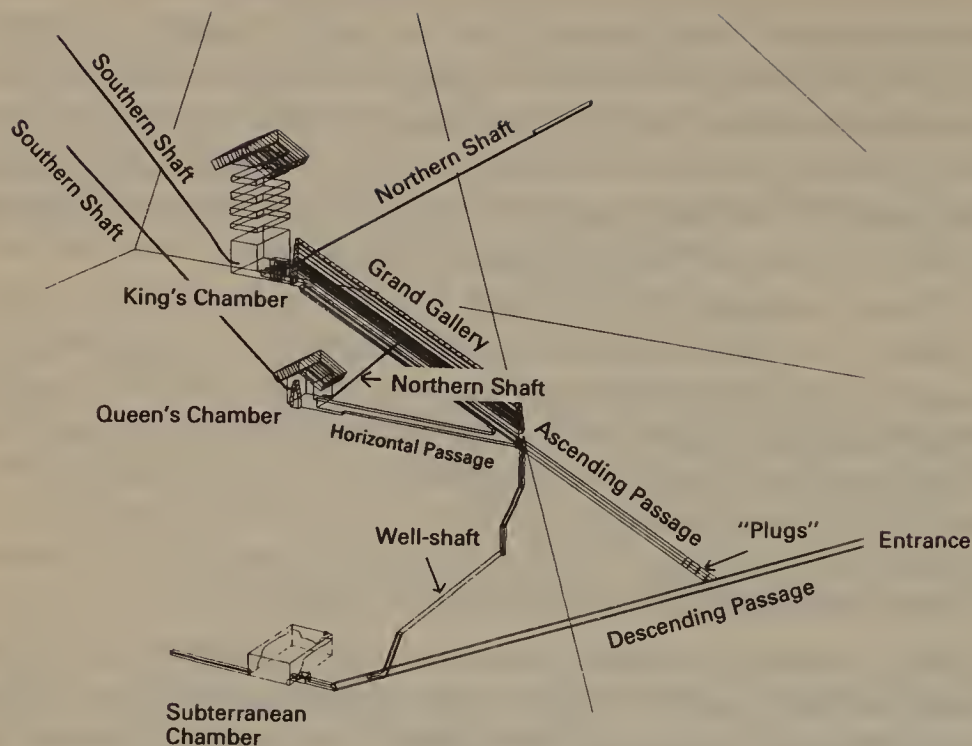 Southern Shaft
Southern Shaft
Northern Shaft
Grand Gallery
King's Chamber
Northern Shaft
Queen's Chamber
Horizontal Passage
Ascending Passage
"Plugs"
Entrance
Well-shaft
Descending Passage
Subterranean
Chamber